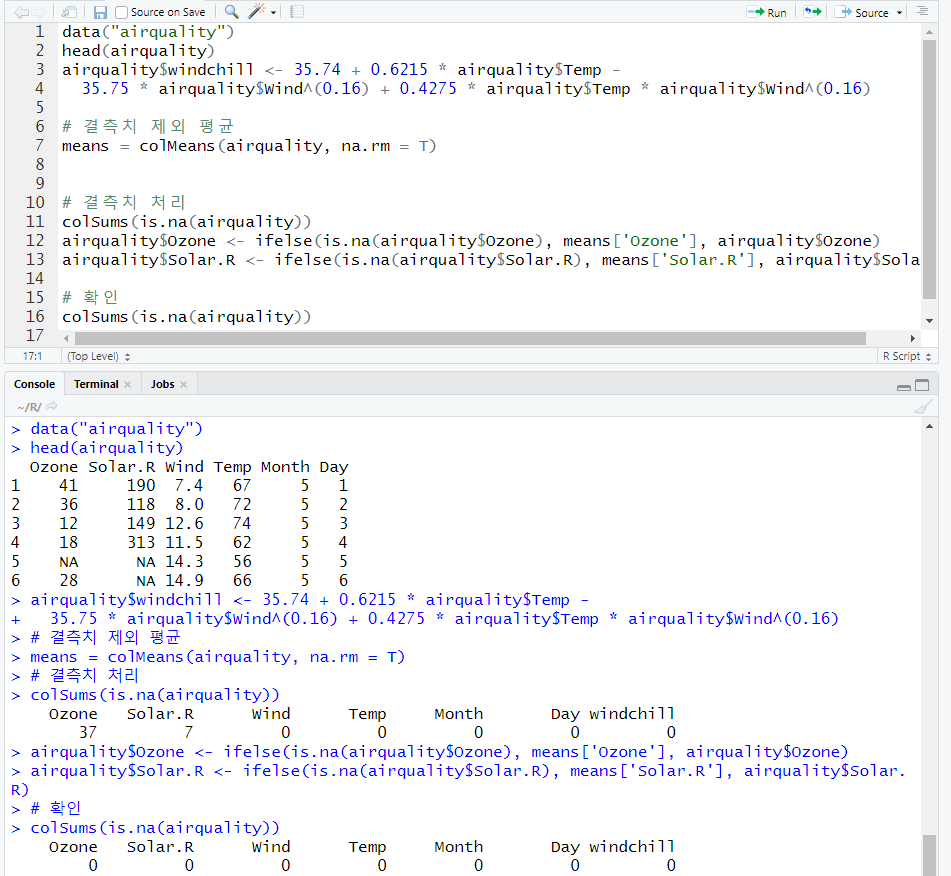 Source on Save Run Source
1 data("airquality")
2 head(airquality)
3 airquality$windchill <- 35.74 + 0.6215 * airquality$Temp -
4   35.75 * airquality$Wind^(0.16) + 0.4275 * airquality$Temp * airquality$Wind^(0.16)
5
6 # 결측치 제외 평균
7 means = colMeans(airquality, na.rm = T)
8
9
10 # 결측치 처리
11 colSums(is.na(airquality))
12 airquality$Ozone <- ifelse(is.na(airquality$Ozone), means['Ozone'], airquality$Ozone)
13 airquality$Solar.R <- ifelse(is.na(airquality$Solar.R), means['Solar.R'], airquality$Sola
14
15 # 확인
16 colSums(is.na(airquality))
17
17:1 (Top Level) R Script
Console Terminal Jobs
~/R/
> data("airquality")
> head(airquality)
  Ozone Solar.R Wind Temp Month Day
1    41     190  7.4   67     5   1
2    36     118  8.0   72     5   2
3    12     149 12.6   74     5   3
4    18     313 11.5   62     5   4
5    NA      NA 14.3   56     5   5
6    28      NA 14.9   66     5   6
> airquality$windchill <- 35.74 + 0.6215 * airquality$Temp -
+   35.75 * airquality$Wind^(0.16) + 0.4275 * airquality$Temp * airquality$Wind^(0.16)
> # 결측치 제외 평균
> means = colMeans(airquality, na.rm = T)
> # 결측치 처리
> colSums(is.na(airquality))
    Ozone   Solar.R      Wind      Temp     Month       Day windchill
       37         7         0         0         0         0         0
> airquality$Ozone <- ifelse(is.na(airquality$Ozone), means['Ozone'], airquality$Ozone)
> airquality$Solar.R <- ifelse(is.na(airquality$Solar.R), means['Solar.R'], airquality$Solar.
R)
> # 확인
> colSums(is.na(airquality))
    Ozone   Solar.R      Wind      Temp     Month       Day windchill
        0         0         0         0         0         0         0